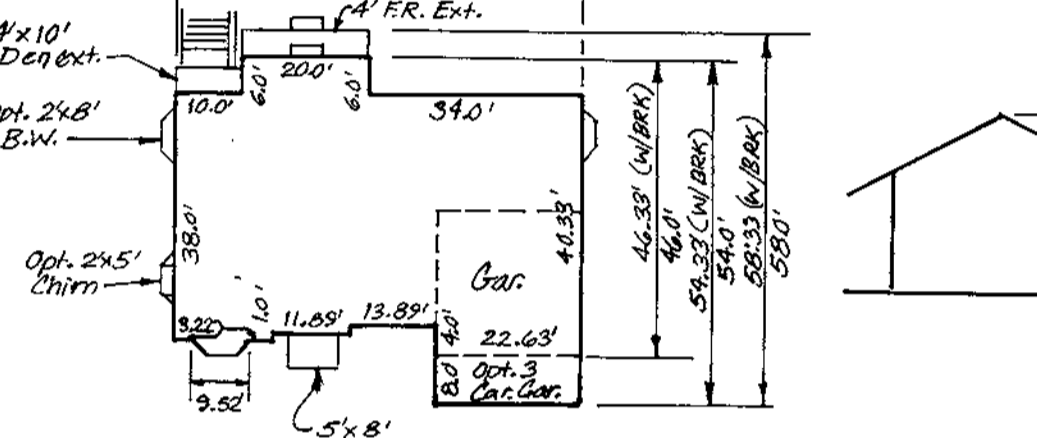 4' F.R. Ext.
4'x10'
Den ext.
20.0'
10.0'
6.0'
6.0'
34.0'
pt. 2'x8'
B.W.
38.0'
Opt. 2'x5'
Chim
40.33'
Gar.
46.33' (W/BRK)
46.0'
54.33' (W/BRK)
54.0'
58.33 (W/BRK)
58.0'
3.22'
1.0'
11.89'
13.89'
4.0'
22.63'
8.0'
Opt. 3
Car. Gar.
9.52'
5'x8'